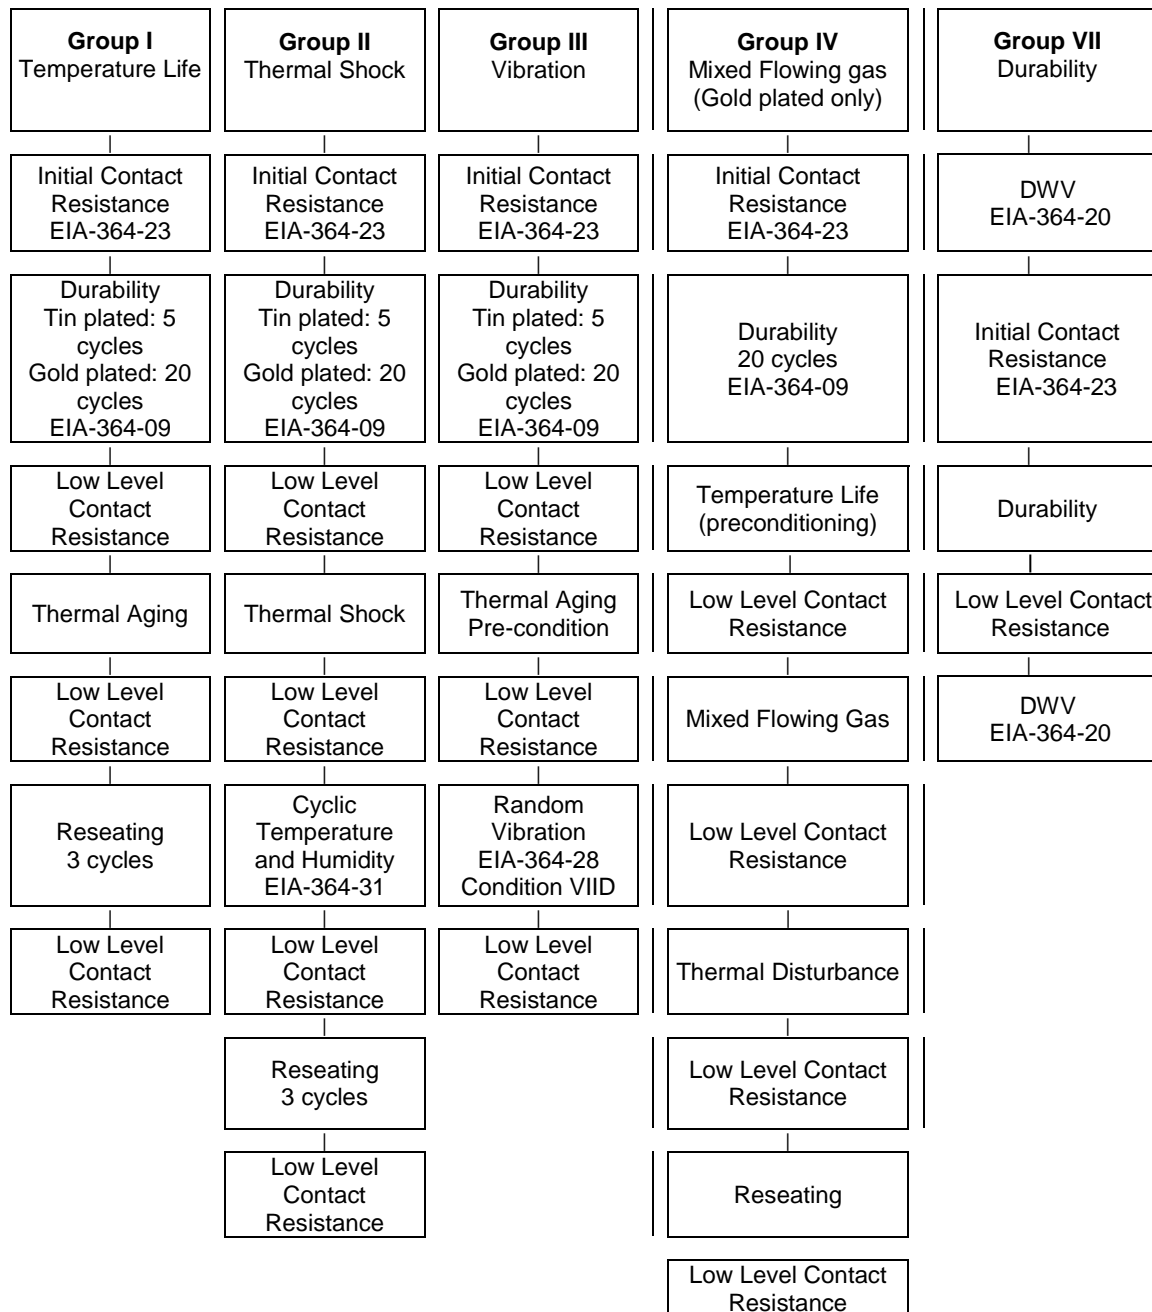 Group I
Temperature Life
Initial Contact
Resistance
EIA-364-23
Durability
Tin plated: 5
cycles
Gold plated: 20
cycles
EIA-364-09
Low Level
Contact
Resistance
Thermal Aging
Low Level
Contact
Resistance
Reseating
3 cycles
Low Level
Contact
Resistance
Group II
Thermal Shock
Initial Contact
Resistance
EIA-364-23
Durability
Tin plated: 5
cycles
Gold plated: 20
cycles
EIA-364-09
Low Level
Contact
Resistance
Thermal Shock
Low Level
Contact
Resistance
Cyclic
Temperature
and Humidity
EIA-364-31
Low Level
Contact
Resistance
Reseating
3 cycles
Low Level
Contact
Resistance
Group III
Vibration
Initial Contact
Resistance
EIA-364-23
Durability
Tin plated: 5
cycles
Gold plated: 20
cycles
EIA-364-09
Low Level
Contact
Resistance
Thermal Aging
Pre-condition
Low Level
Contact
Resistance
Random
Vibration
EIA-364-28
Condition VIID
Low Level
Contact
Resistance
Group IV
Mixed Flowing gas
(Gold plated only)
Initial Contact
Resistance
EIA-364-23
Durability
20 cycles
EIA-364-09
Temperature Life
(preconditioning)
Low Level Contact
Resistance
Mixed Flowing Gas
Low Level Contact
Resistance
Thermal Disturbance
Low Level Contact
Resistance
Reseating
Low Level Contact
Resistance
Group VII
Durability
DWV
EIA-364-20
Initial Contact
Resistance
EIA-364-23
Durability
Low Level Contact
Resistance
DWV
EIA-364-20